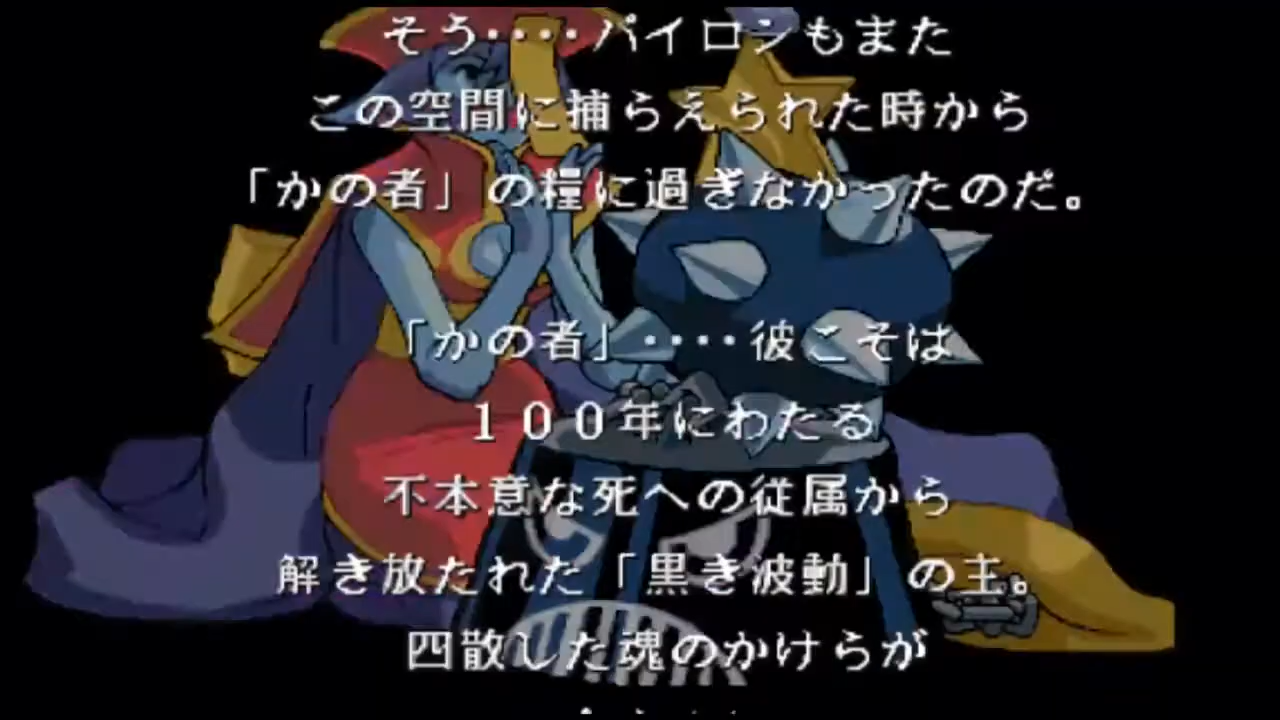 そう‥‥パイロンもまた
この空間に捕らえられた時から
「かの者」の糧に過ぎなかったのだ。
「かの者」‥‥彼こそは
１００年にわたる
不本意な死への従属から
解き放たれた「黒き波動」の主。
四散した魂のかけらが